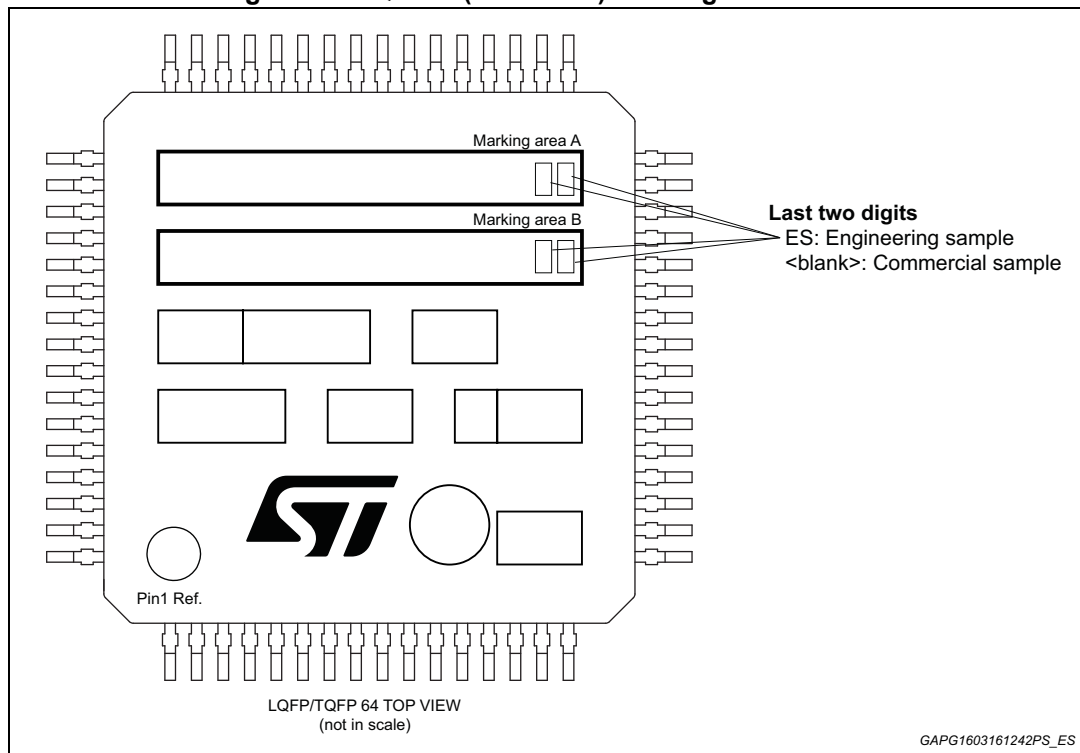 Marking area A
Marking area B
Last two digits
ES: Engineering sample
<blank>: Commercial sample
ST
Pin1 Ref.
LQFP/TQFP 64 TOP VIEW
(not in scale)
GAPG1603161242PS_ES